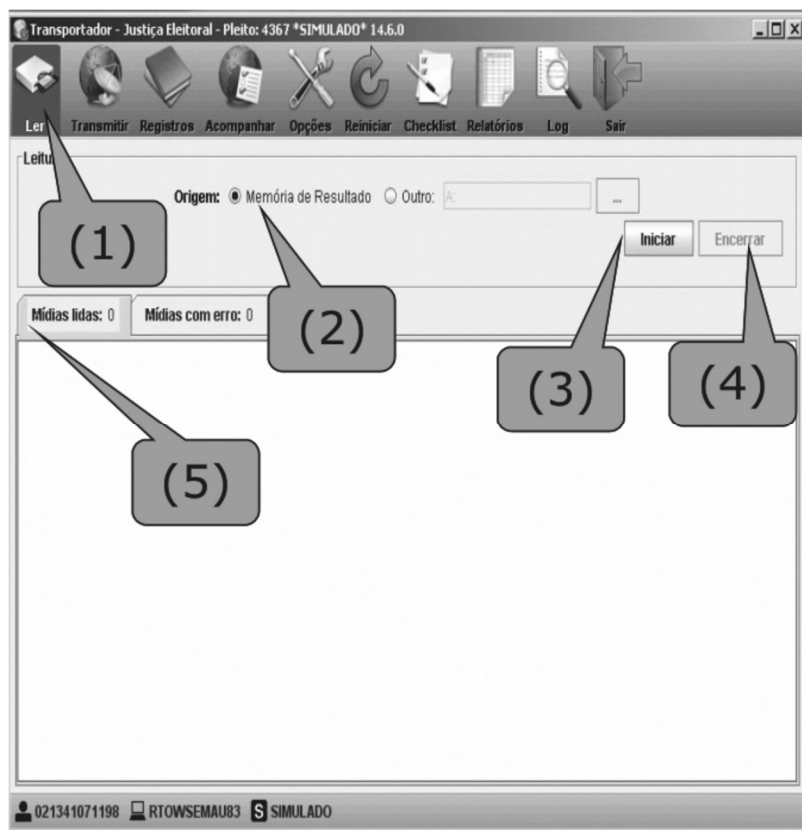 Transportador - Justiça Eleitoral - Pleito: 4367 *SIMULADO* 14.6.0
Ler Transmitir Registros Acompanhar Opções Reiniciar Checklist Relatórios Log Sair
Origem: Memória de Resultado Outro: A: ...
(1)
Iniciar Encerrar
Mídias lidas: 0 Mídias com erro: 0
(2)
(3) (4)
(5)
021341071198 RTOWSEMAU83 S SIMULADO